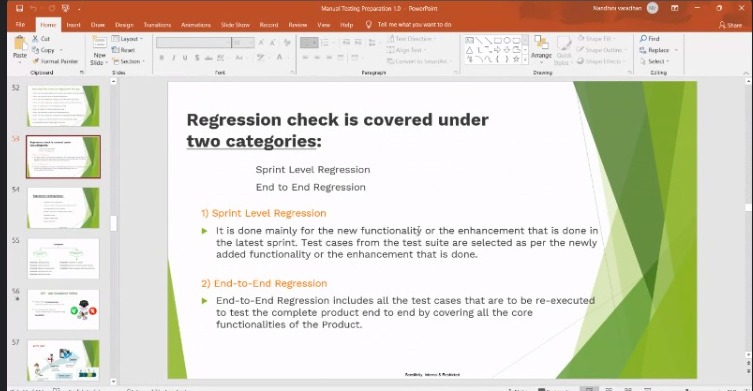 Manual Testing Preparation 1.0 - PowerPoint
Nandhni varadhan
File Home Insert Draw Design Transitions Animations Slide Show Record Review View Help Tell me what you want to do
Share
Cut
Copy
Format Painter
Paste
Clipboard
New
Slide
Layout
Reset
Section
Slides
Font
Text Direction
Align Text
Convert to SmartArt
Paragraph
Arrange
Quick
Styles
Shape Fill
Shape Outline
Shape Effects
Drawing
Find
Replace
Select
Editing
52
53
54
55
56
57
Regression check is covered under
two categories:
Sprint Level Regression
End to End Regression
1) Sprint Level Regression
It is done mainly for the new functionality or the enhancement that is done in
the latest sprint. Test cases from the test suite are selected as per the newly
added functionality or the enhancement that is done.
2) End-to-End Regression
End-to-End Regression includes all the test cases that are to be re-executed
to test the complete product end to end by covering all the core
functionalities of the Product.
Sensitivity: Internal & Restricted